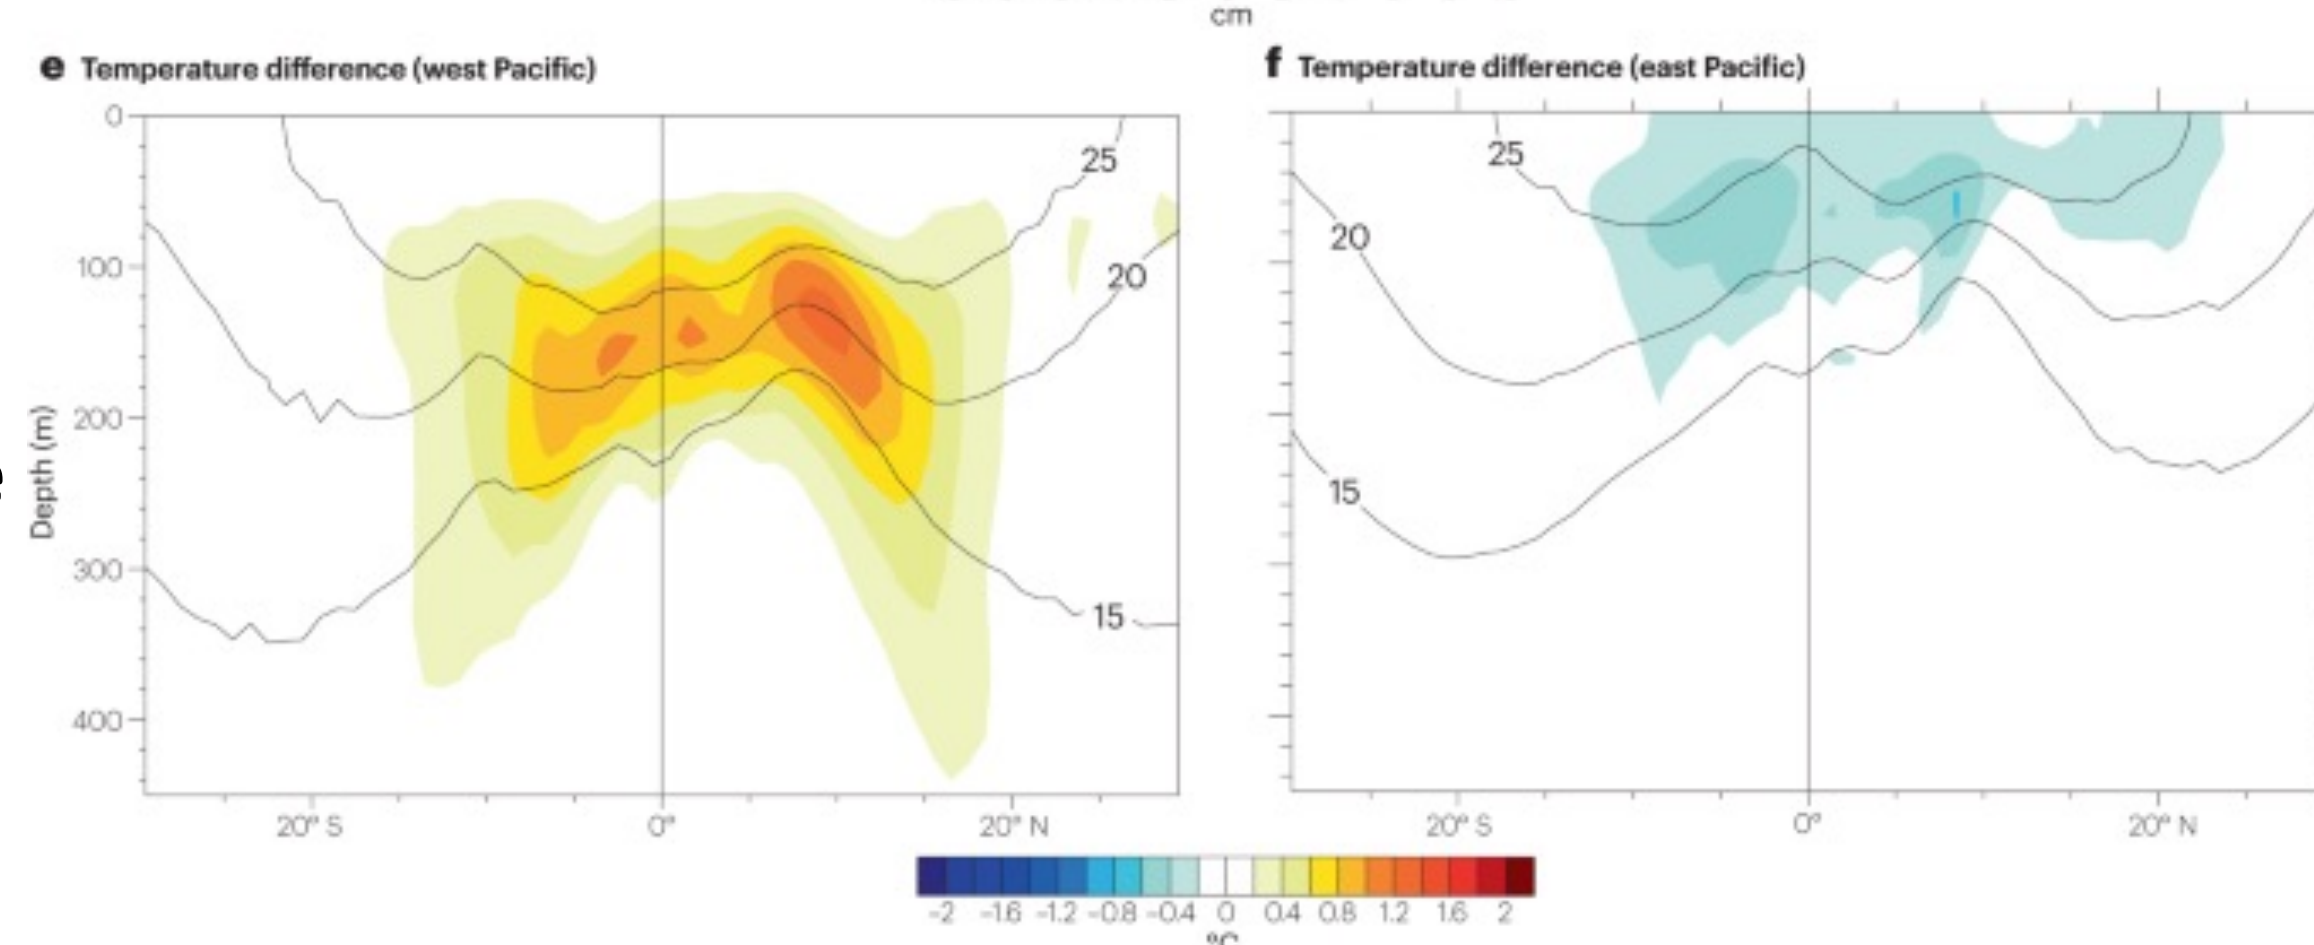 cm
e Temperature difference (west Pacific)
f Temperature difference (east Pacific)
0
100
200
300
400
Depth (m)
25
20
15
20° S
0°
20° N
25
20
15
20° S
0°
20° N
-2 -1.6 -1.2 -0.8 -0.4 0 0.4 0.8 1.2 1.6 2
°C